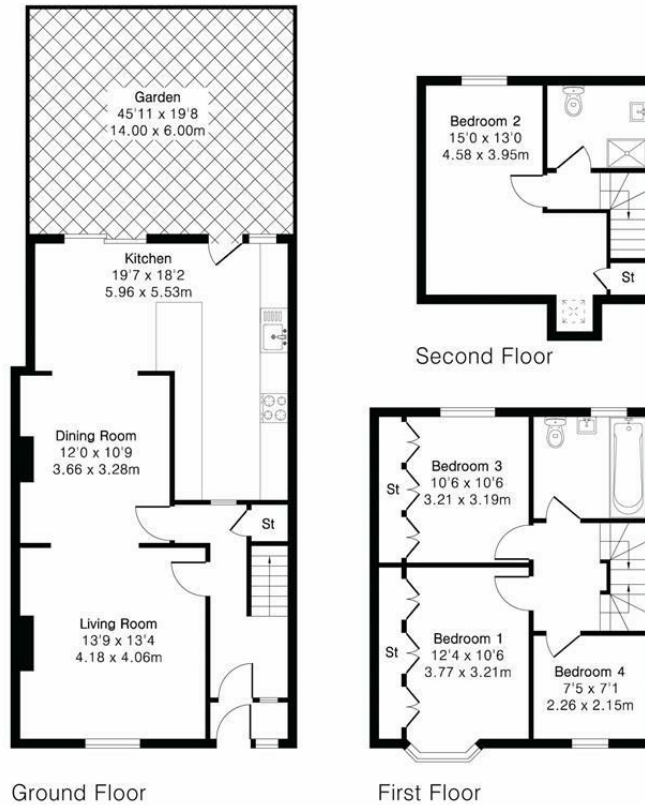 Garden
45'11 x 19'8
14.00 x 6.00m
Kitchen
19'7 x 18'2
5.96 x 5.53m
Dining Room
12'0 x 10'9
3.66 x 3.28m
St
Living Room
13'9 x 13'4
4.18 x 4.06m
Ground Floor
Bedroom 2
15'0 x 13'0
4.58 x 3.95m
St
Second Floor
Bedroom 3
10'6 x 10'6
3.21 x 3.19m
St
Bedroom 1
12'4 x 10'6
3.77 x 3.21m
St
Bedroom 4
7'5 x 7'1
2.26 x 2.15m
First Floor